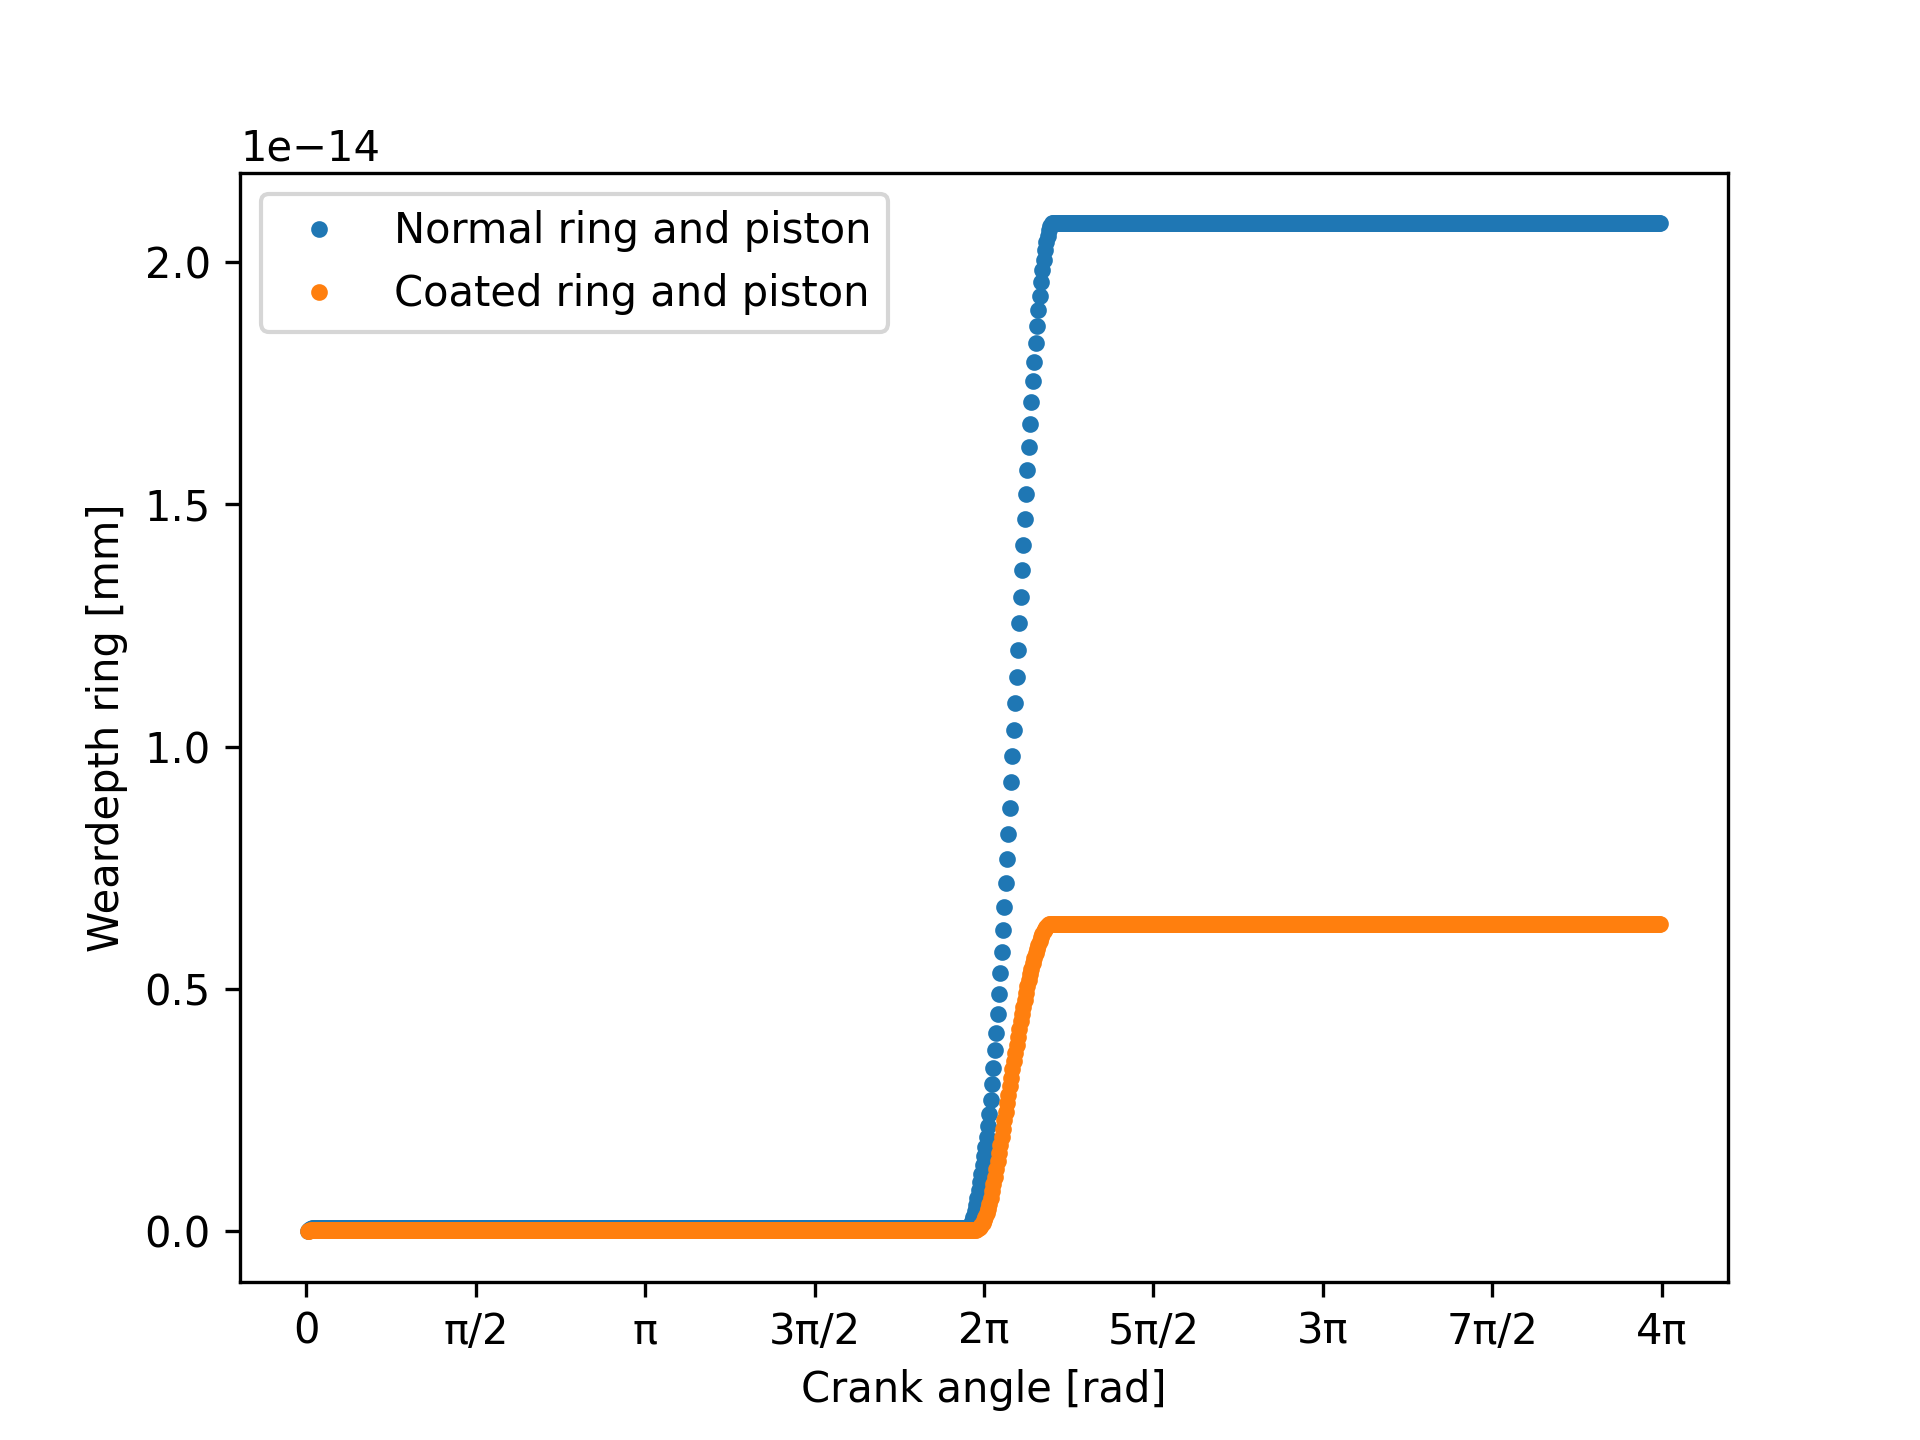 1e−14
Normal ring and piston
Coated ring and piston
2.0
1.5
1.0
0.5
0.0
Weardepth ring [mm]
0 π/2 π 3π/2 2π 5π/2 3π 7π/2 4π
Crank angle [rad]